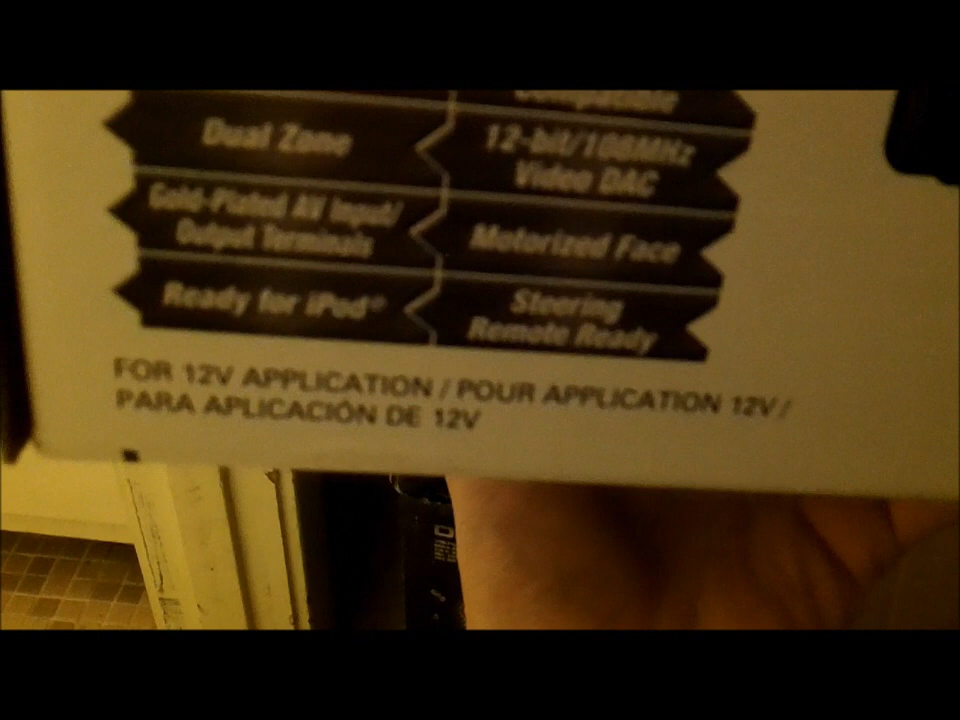 Compatible
Dual Zone
12-bit/108MHz
Video DAC
Gold-Plated AV Input/
Output Terminals
Motorized Face
Ready for iPod®
Steering
Remote Ready
FOR 12V APPLICATION / POUR APPLICATION 12V /
PARA APLICACIÓN DE 12V